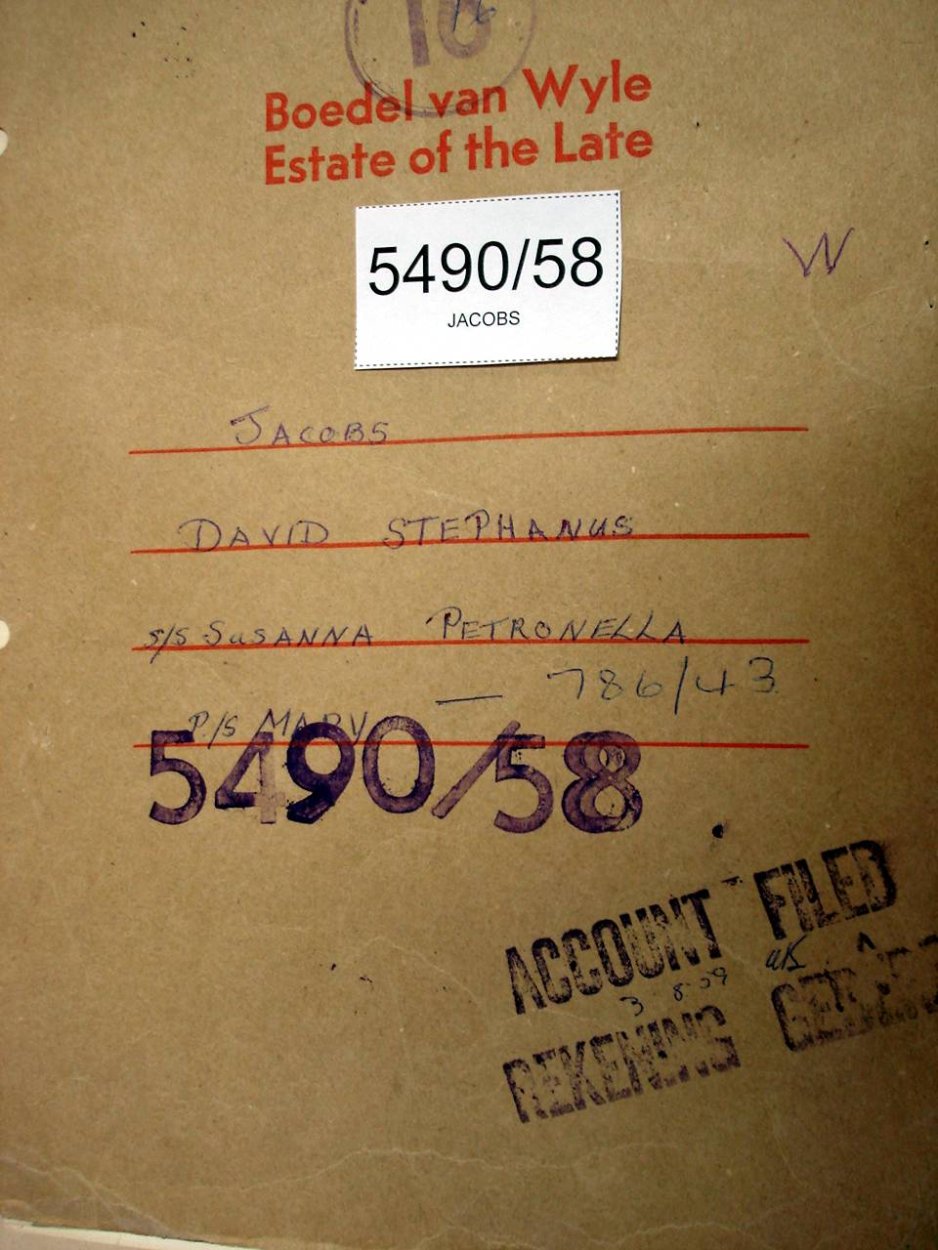 16
Boedel van Wyle
Estate of the Late
5490/58
JACOBS
W
JACOBS
DAVID STEPHANUS
S/S SUSANNA PETRONELLA
— 786/43
P/S MARY
5490/58
ACCOUNT FILED
3 8.59
REKENING